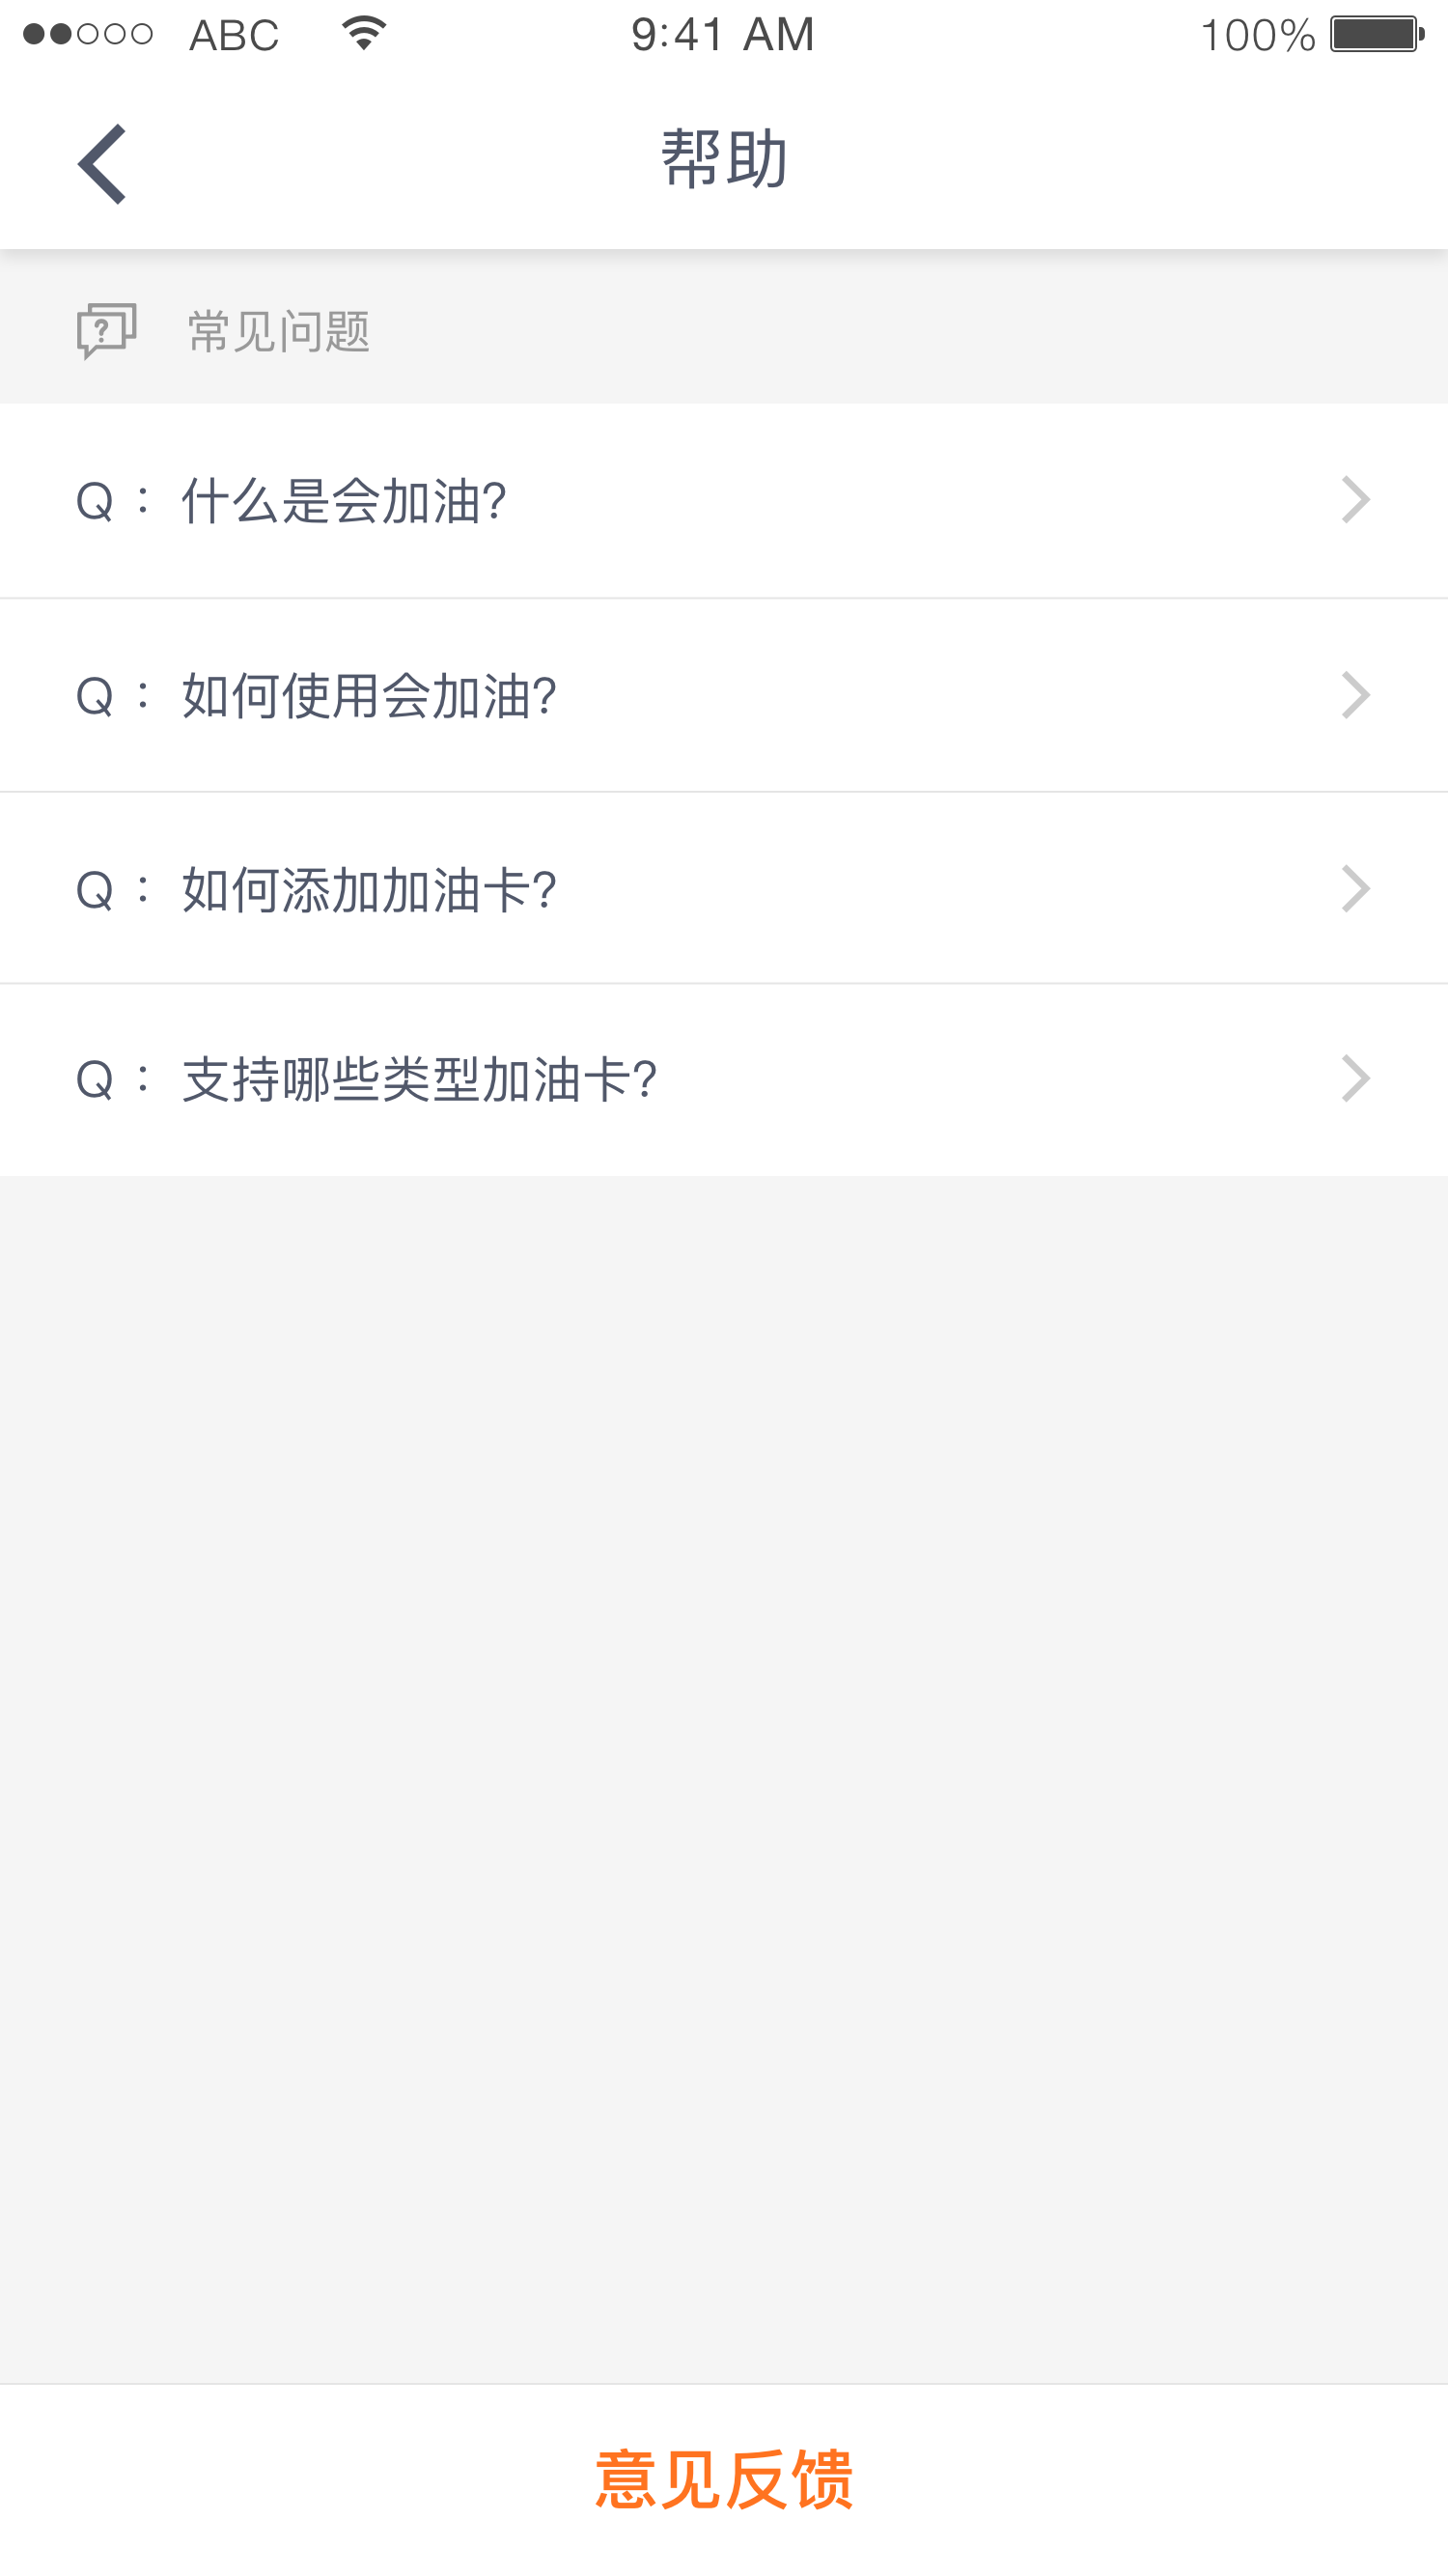 ABC 9:41 AM 100%
帮助
常见问题
Q：什么是会加油?
Q：如何使用会加油?
Q：如何添加加油卡?
Q：支持哪些类型加油卡?
意见反馈